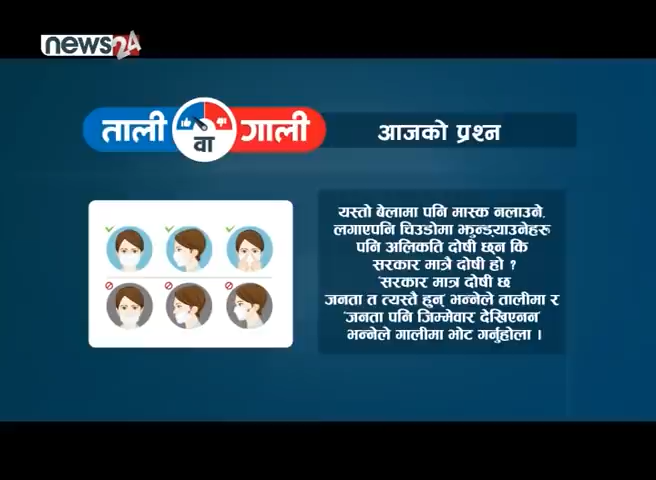 news24
ताली वा गाली
आजको प्रश्न
यस्तो बेलामा पनि मास्क नलाउने,
लगाएपनि चिउडोमा झुन्ड्याउनेहरु
पनि अलिकति दोषी छन् कि
सरकार मात्रै दोषी हो ?
'सरकार मात्र दोषी छ
जनता त त्यस्तै हुन्' भन्नेले तालीमा र
'जनता पनि जिम्मेवार देखिएनन'
भन्नेले गालीमा भोट गर्नुहोला ।